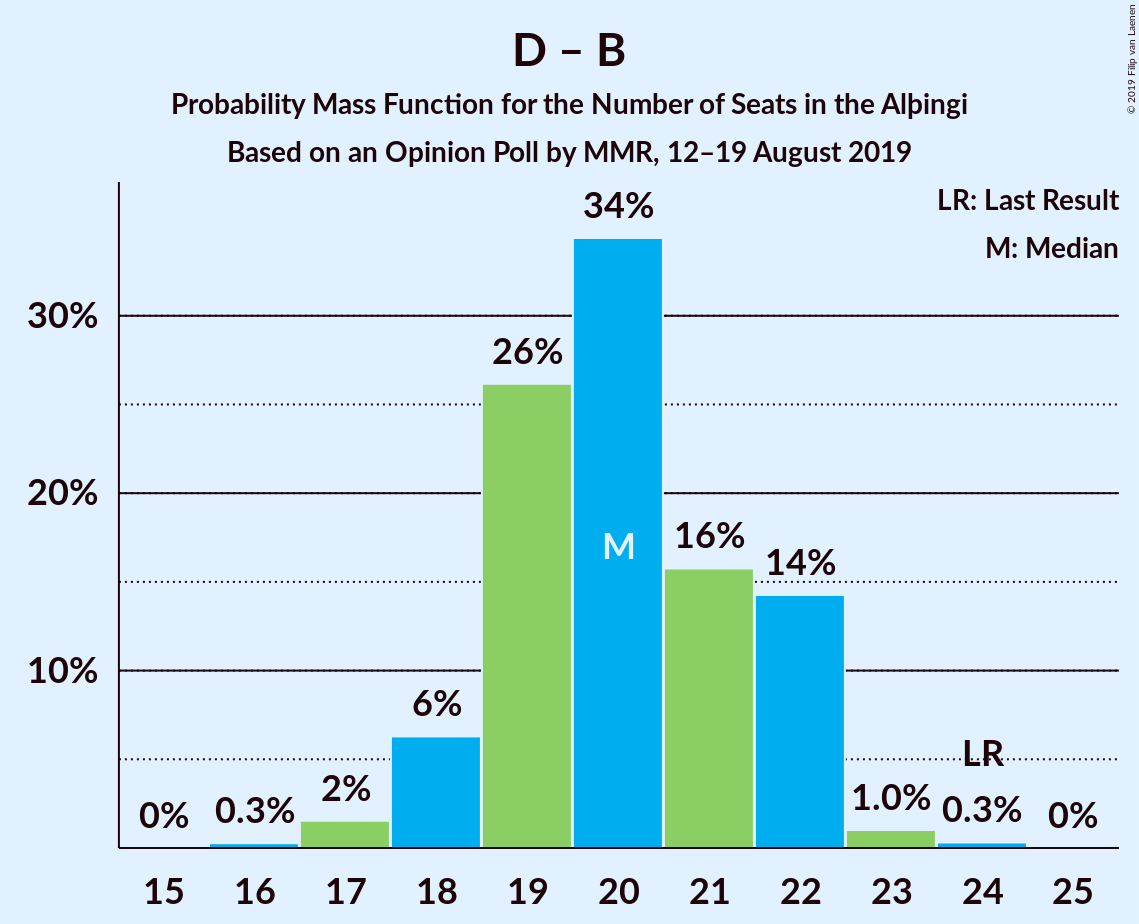 D – B
Probability Mass Function for the Number of Seats in the Alþingi
Based on an Opinion Poll by MMR, 12–19 August 2019
© 2019 Filip van Laenen
LR: Last Result
M: Median
34%
30%
26%
20%
16%
M
14%
10%
6%
LR
2%
1.0%
0.3%
0.3%
0%
0%
15 16 17 18 19 20 21 22 23 24 25